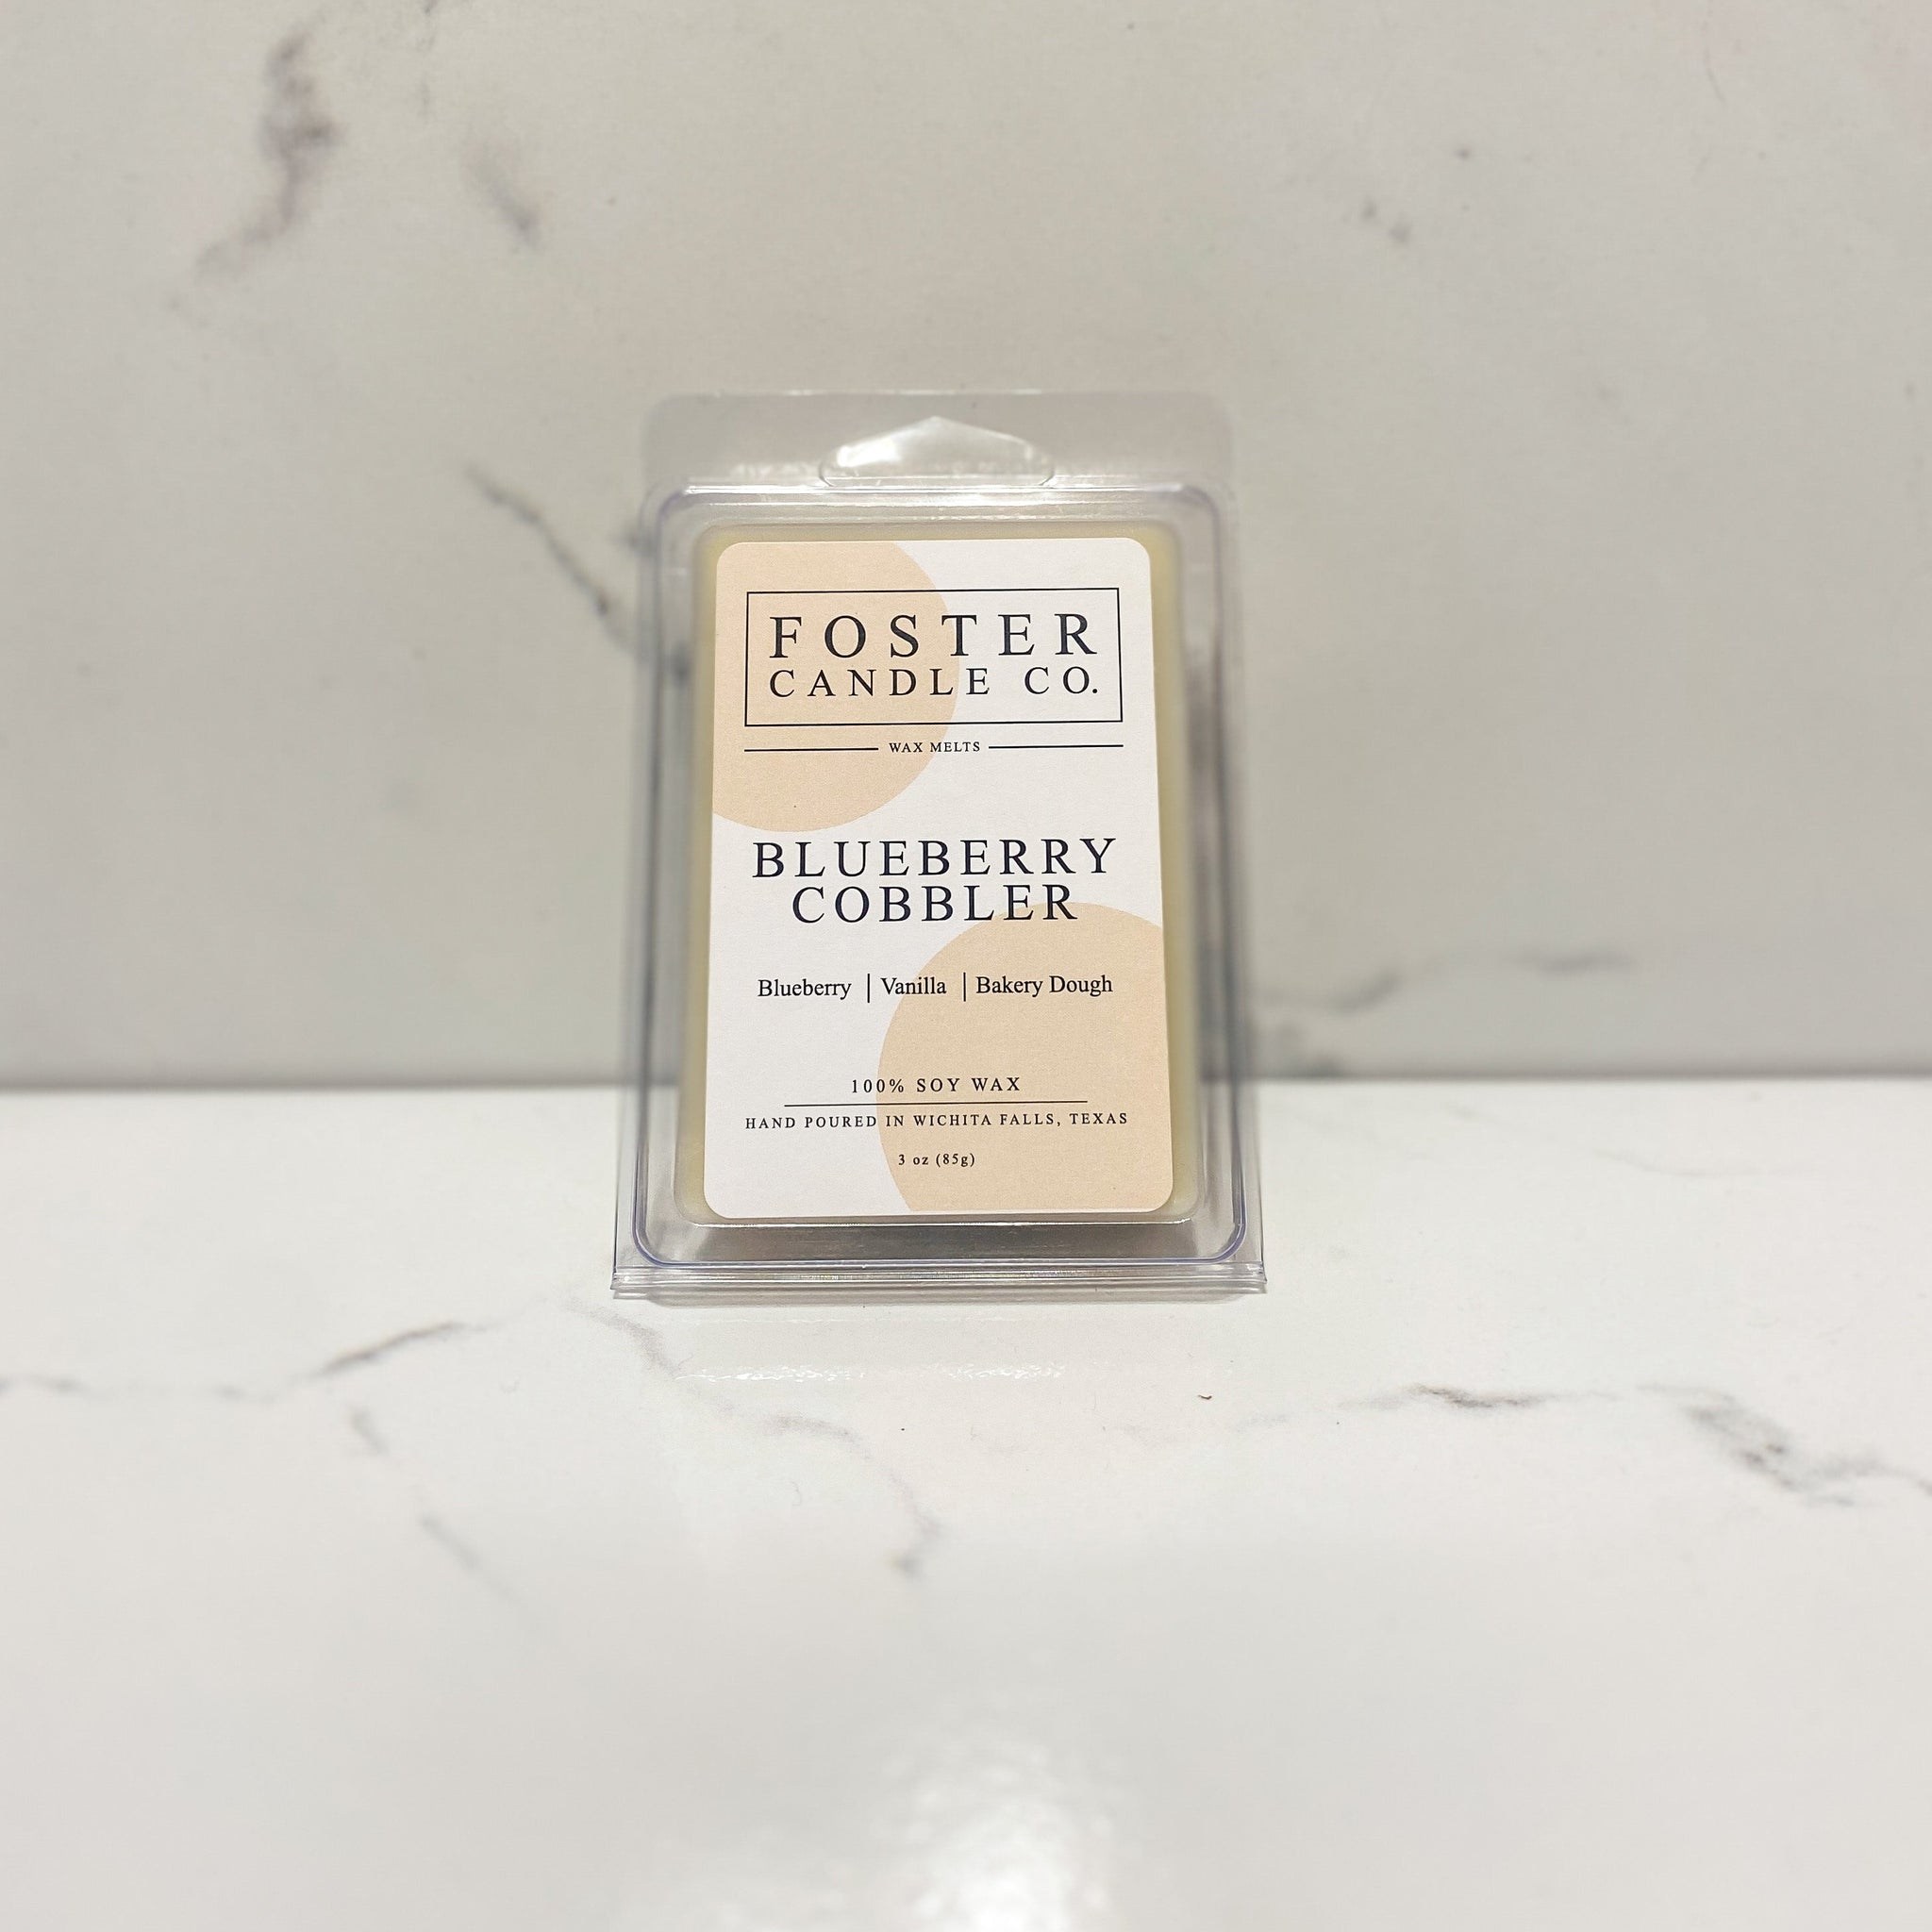 FOSTER
CANDLE CO.
WAX MELTS
BLUEBERRY
COBBLER
Blueberry | Vanilla | Bakery Dough
100% SOY WAX
HAND POURED IN WICHITA FALLS, TEXAS
3 oz (85g)